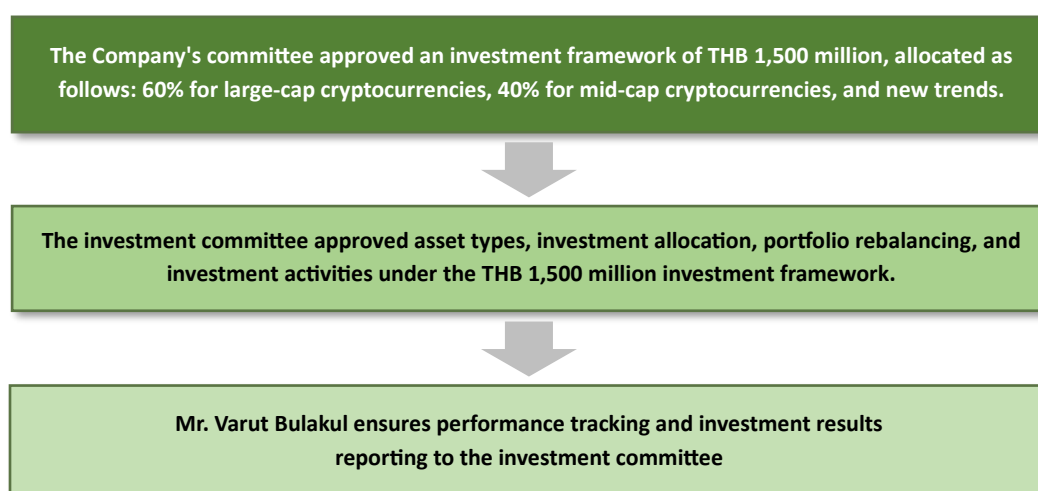 The Company's committee approved an investment framework of THB 1,500 million, allocated as
follows: 60% for large-cap cryptocurrencies, 40% for mid-cap cryptocurrencies, and new trends.
The investment committee approved asset types, investment allocation, portfolio rebalancing, and
investment activities under the THB 1,500 million investment framework.
Mr. Varut Bulakul ensures performance tracking and investment results
reporting to the investment committee